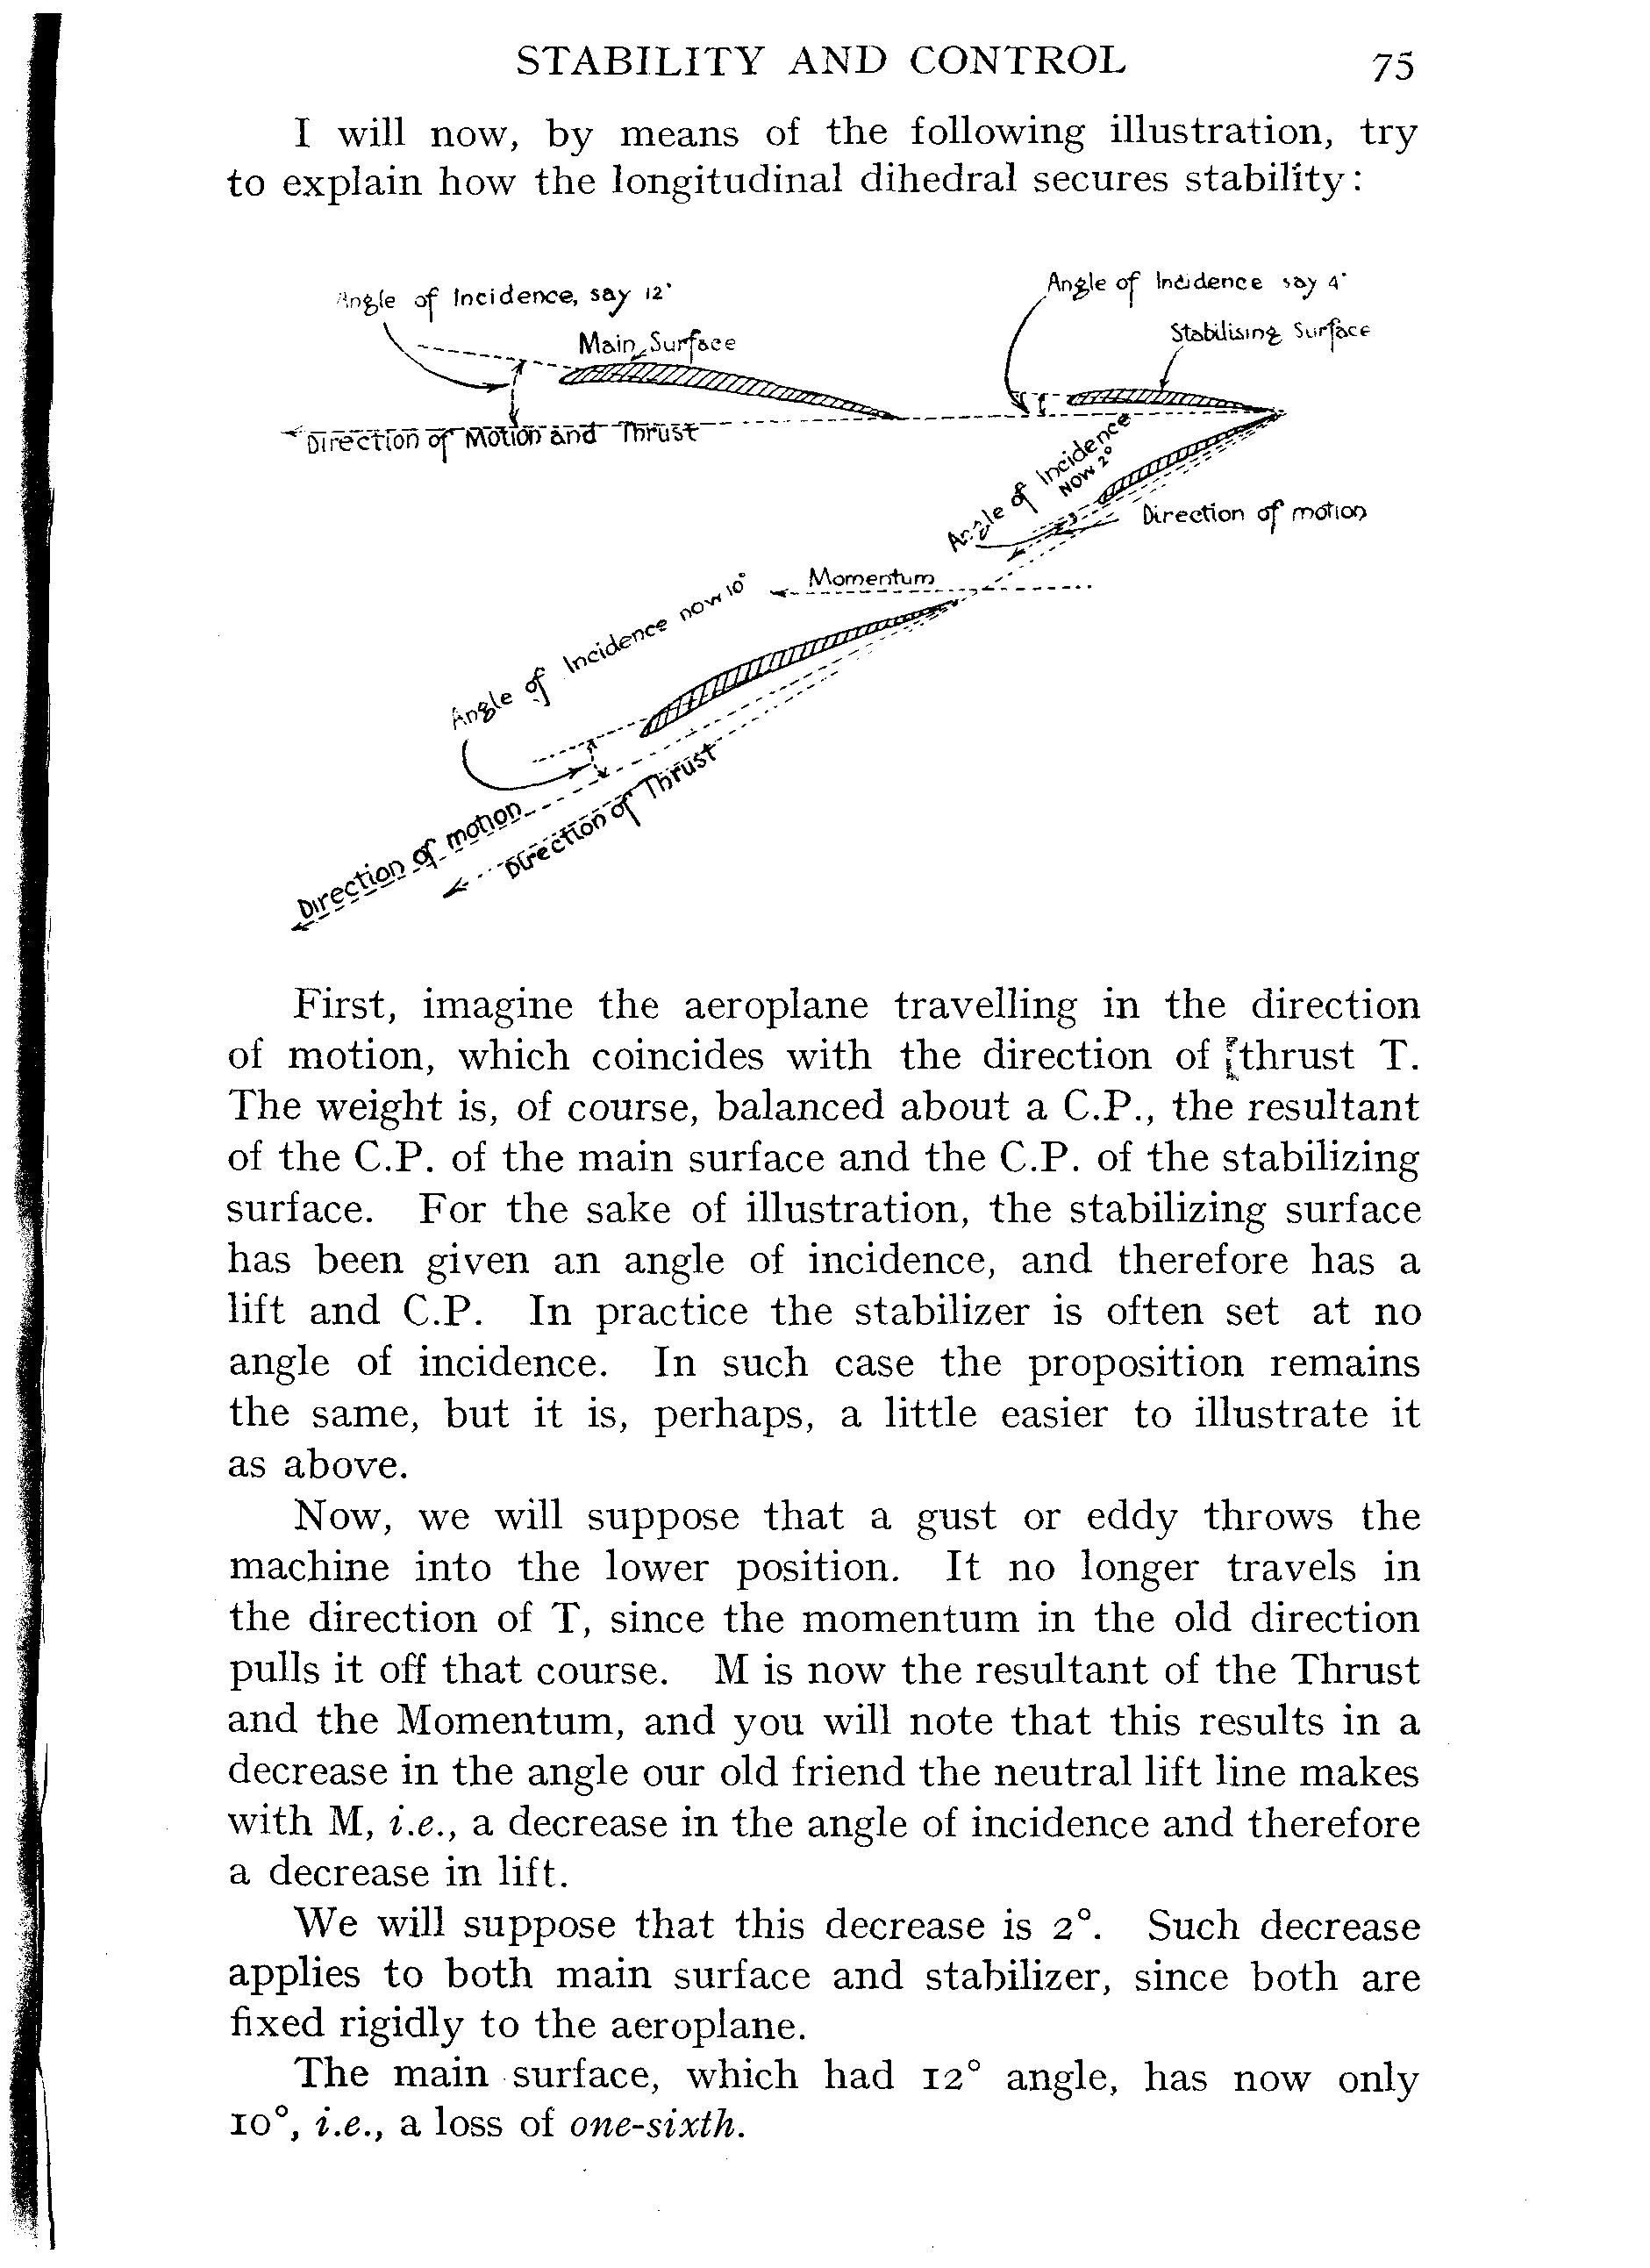 STABILITY AND CONTROL 75
I will now, by means of the following illustration, try
to explain how the longitudinal dihedral secures stability:
Angle of Incidence, say 12°
Angle of Incidence say 4°
Main Surface
Stabilising Surface
Direction of Motion and Thrust
Angle of Incidence
NOW 2°
Direction of motion
Momentum
Angle of Incidence now 10°
Direction of motion
Direction of Thrust
First, imagine the aeroplane travelling in the direction
of motion, which coincides with the direction of thrust T.
The weight is, of course, balanced about a C.P., the resultant
of the C.P. of the main surface and the C.P. of the stabilizing
surface. For the sake of illustration, the stabilizing surface
has been given an angle of incidence, and therefore has a
lift and C.P. In practice the stabilizer is often set at no
angle of incidence. In such case the proposition remains
the same, but it is, perhaps, a little easier to illustrate it
as above.
Now, we will suppose that a gust or eddy throws the
machine into the lower position. It no longer travels in
the direction of T, since the momentum in the old direction
pulls it off that course. M is now the resultant of the Thrust
and the Momentum, and you will note that this results in a
decrease in the angle our old friend the neutral lift line makes
with M, i.e., a decrease in the angle of incidence and therefore
a decrease in lift.
We will suppose that this decrease is 2°. Such decrease
applies to both main surface and stabilizer, since both are
fixed rigidly to the aeroplane.
The main surface, which had 12° angle, has now only
10°, i.e., a loss of one-sixth.